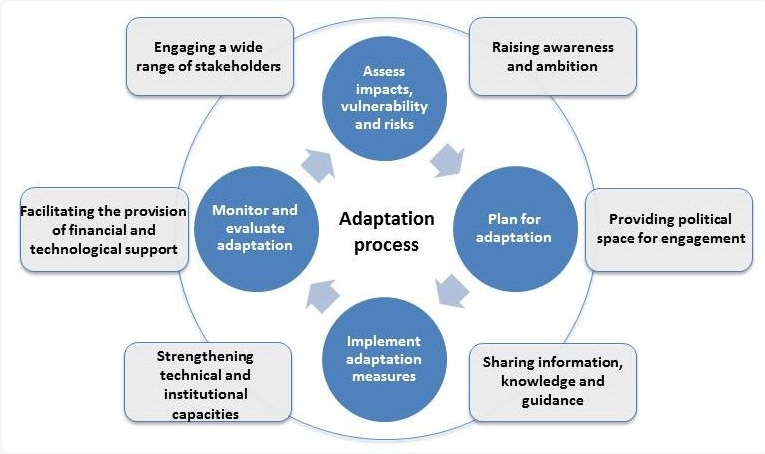 Engaging a wide
range of stakeholders
Assess
impacts,
vulnerability
and risks
Raising awareness
and ambition
Facilitating the provision
of financial and
technological support
Monitor and
evaluate
adaptation
Adaptation
process
Plan for
adaptation
Providing political
space for engagement
Strengthening
technical and
institutional
capacities
Implement
adaptation
measures
Sharing information,
knowledge and
guidance